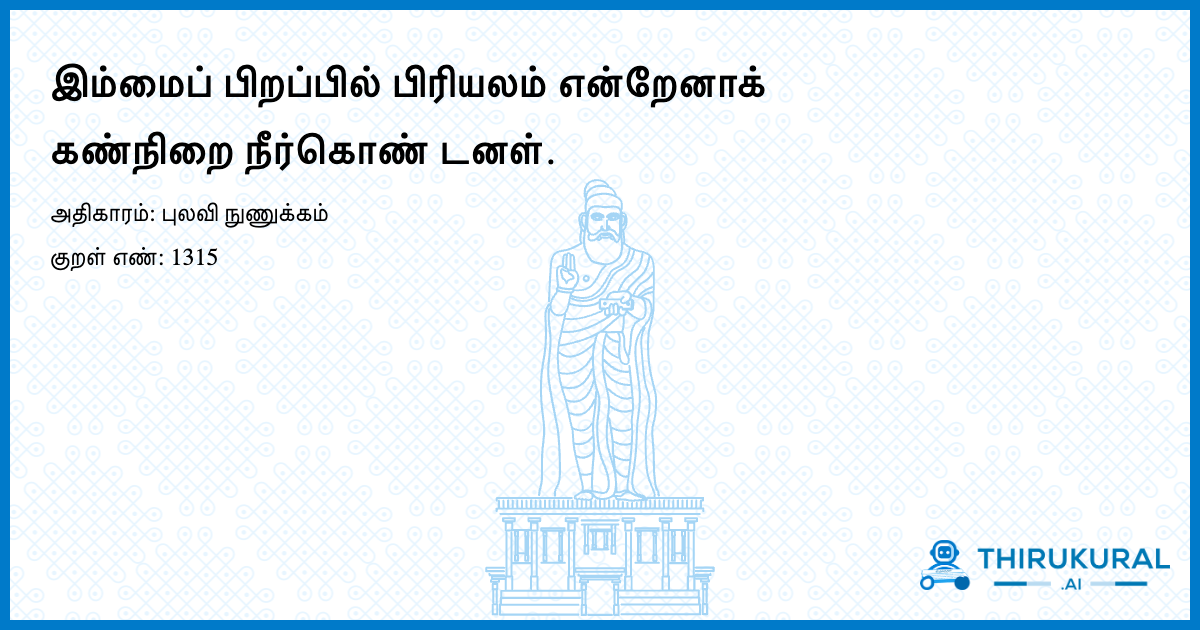 இம்மைப் பிறப்பில் பிரியலம் என்றேனாக்
கண்நிறை நீர்கொண் டனள்.
அதிகாரம்: புலவி நுணுக்கம்
குறள் எண்: 1315
THIRUKURAL
.AI